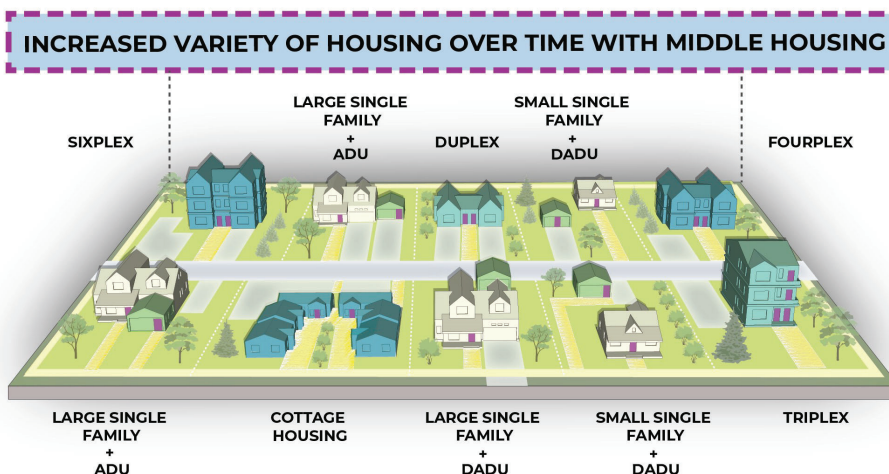 INCREASED VARIETY OF HOUSING OVER TIME WITH MIDDLE HOUSING
SIXPLEX
LARGE SINGLE
FAMILY
+
ADU
DUPLEX
SMALL SINGLE
FAMILY
+
DADU
FOURPLEX
LARGE SINGLE
FAMILY
+
ADU
COTTAGE
HOUSING
LARGE SINGLE
FAMILY
+
DADU
SMALL SINGLE
FAMILY
+
DADU
TRIPLEX